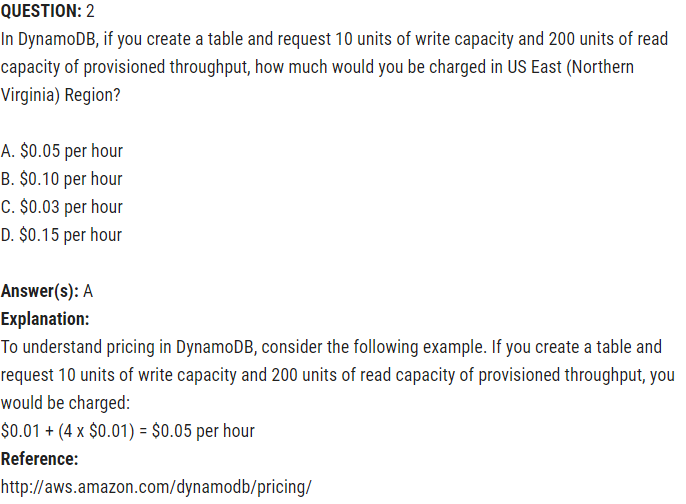 QUESTION: 2
In DynamoDB, if you create a table and request 10 units of write capacity and 200 units of read
capacity of provisioned throughput, how much would you be charged in US East (Northern
Virginia) Region?
A. $0.05 per hour
B. $0.10 per hour
C. $0.03 per hour
D. $0.15 per hour
Answer(s): A
Explanation:
To understand pricing in DynamoDB, consider the following example. If you create a table and
request 10 units of write capacity and 200 units of read capacity of provisioned throughput, you
would be charged:
$0.01 + (4 x $0.01) = $0.05 per hour
Reference:
http://aws.amazon.com/dynamodb/pricing/